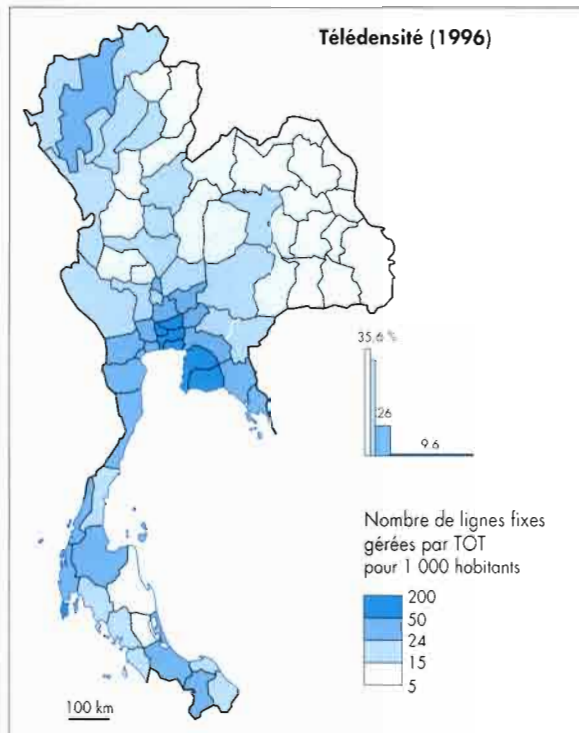 Télédensité (1996)
35,6 %
26
9.6
Nombre de lignes fixes
gérées par TOT
pour 1 000 habitants
200
50
24
15
5
100 km